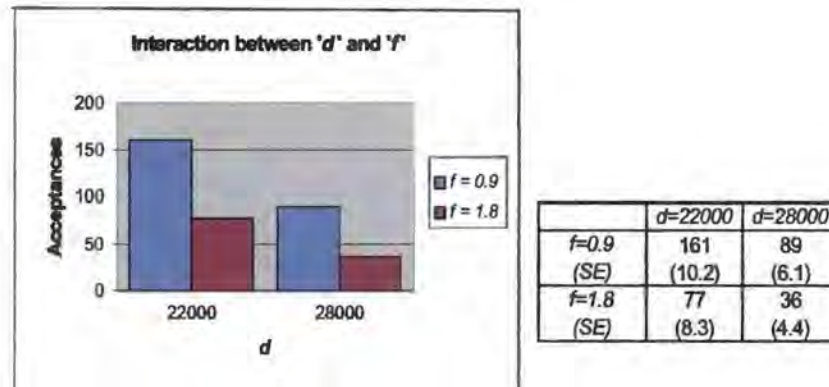 Interaction between 'd' and 'f'
200
150
100
50
0
Acceptances
22000
28000
d
f = 0.9
f = 1.8
d=22000 d=28000
f=0.9 161 89
(SE) (10.2) (6.1)
f=1.8 77 36
(SE) (8.3) (4.4)